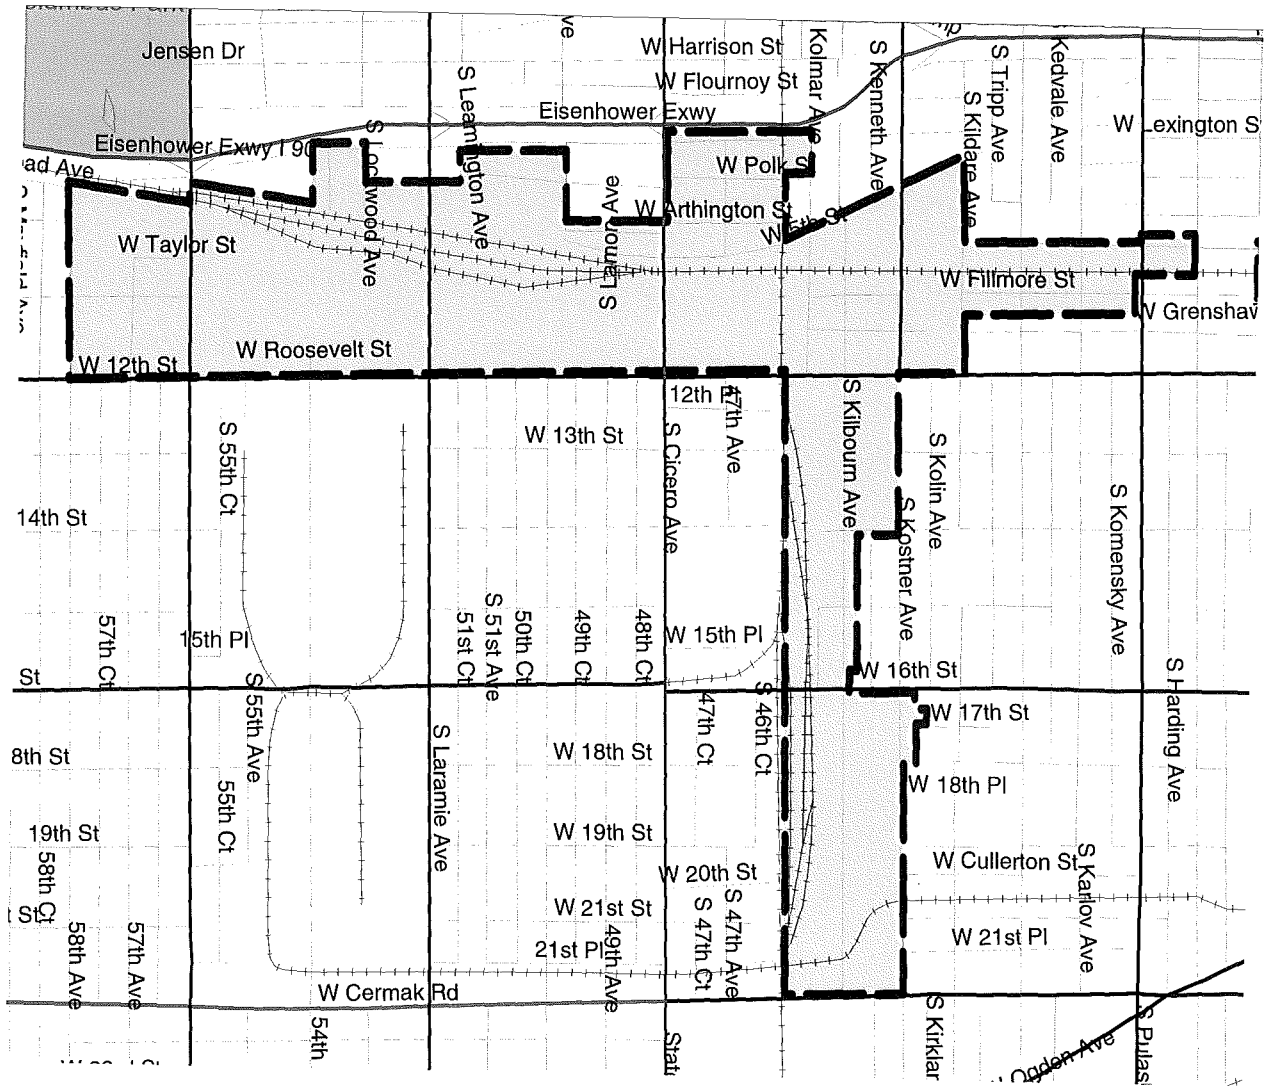 Jensen Dr
Ave
W Harrison St
W Flournoy St
Kolmar Ave
S Kenneth Ave
S Tripp Ave
Kedvale Ave
S Kildare Ave
W Lexington S
Eisenhower Exwy
Eisenhower Exwy I 90
S Lockwood Ave
S Leamington Ave
ad Ave
W Polk S
W Arthington St
W 5th St
W Taylor St
S Lamon Ave
W Fillmore St
W Grenshaw
W Roosevelt St
W 12th St
12th Pl
47th Ave
S 55th Ct
W 13th St
S Cicero Ave
S Kilbourn Ave
S Kolin Ave
S Kostner Ave
S Komensky Ave
14th St
57th Ct
15th Pl
51st Ct
S 51st Ave
50th Ct
49th Ct
48th Ct
W 15th Pl
W 16th St
St
S 55th Ave
47th Ct
S 46th Ct
W 17th St
S Harding Ave
8th St
S Laramie Ave
W 18th St
W 18th Pl
55th Ct
19th St
W 19th St
58th Ct
W 20th St
W Cullerton St
S Karlov Ave
t St
W 21st St
S 47th Ct
S 47th Ave
58th Ave
57th Ave
21st Pl
49th Ave
W 21st Pl
W Cermak Rd
54th
Stat
S Kirklar
W Ogden Ave
S Pulas